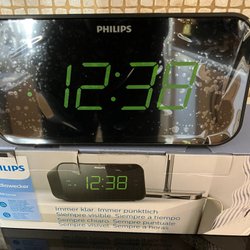 PHILIPS
12:38
PHILIPS
12:38
Immer klar. Immer pünktlich
Siempre visible. Siempre a tiempo
Sempre chiaro. Sempre puntuale
Sempre visível. Sempre a horas